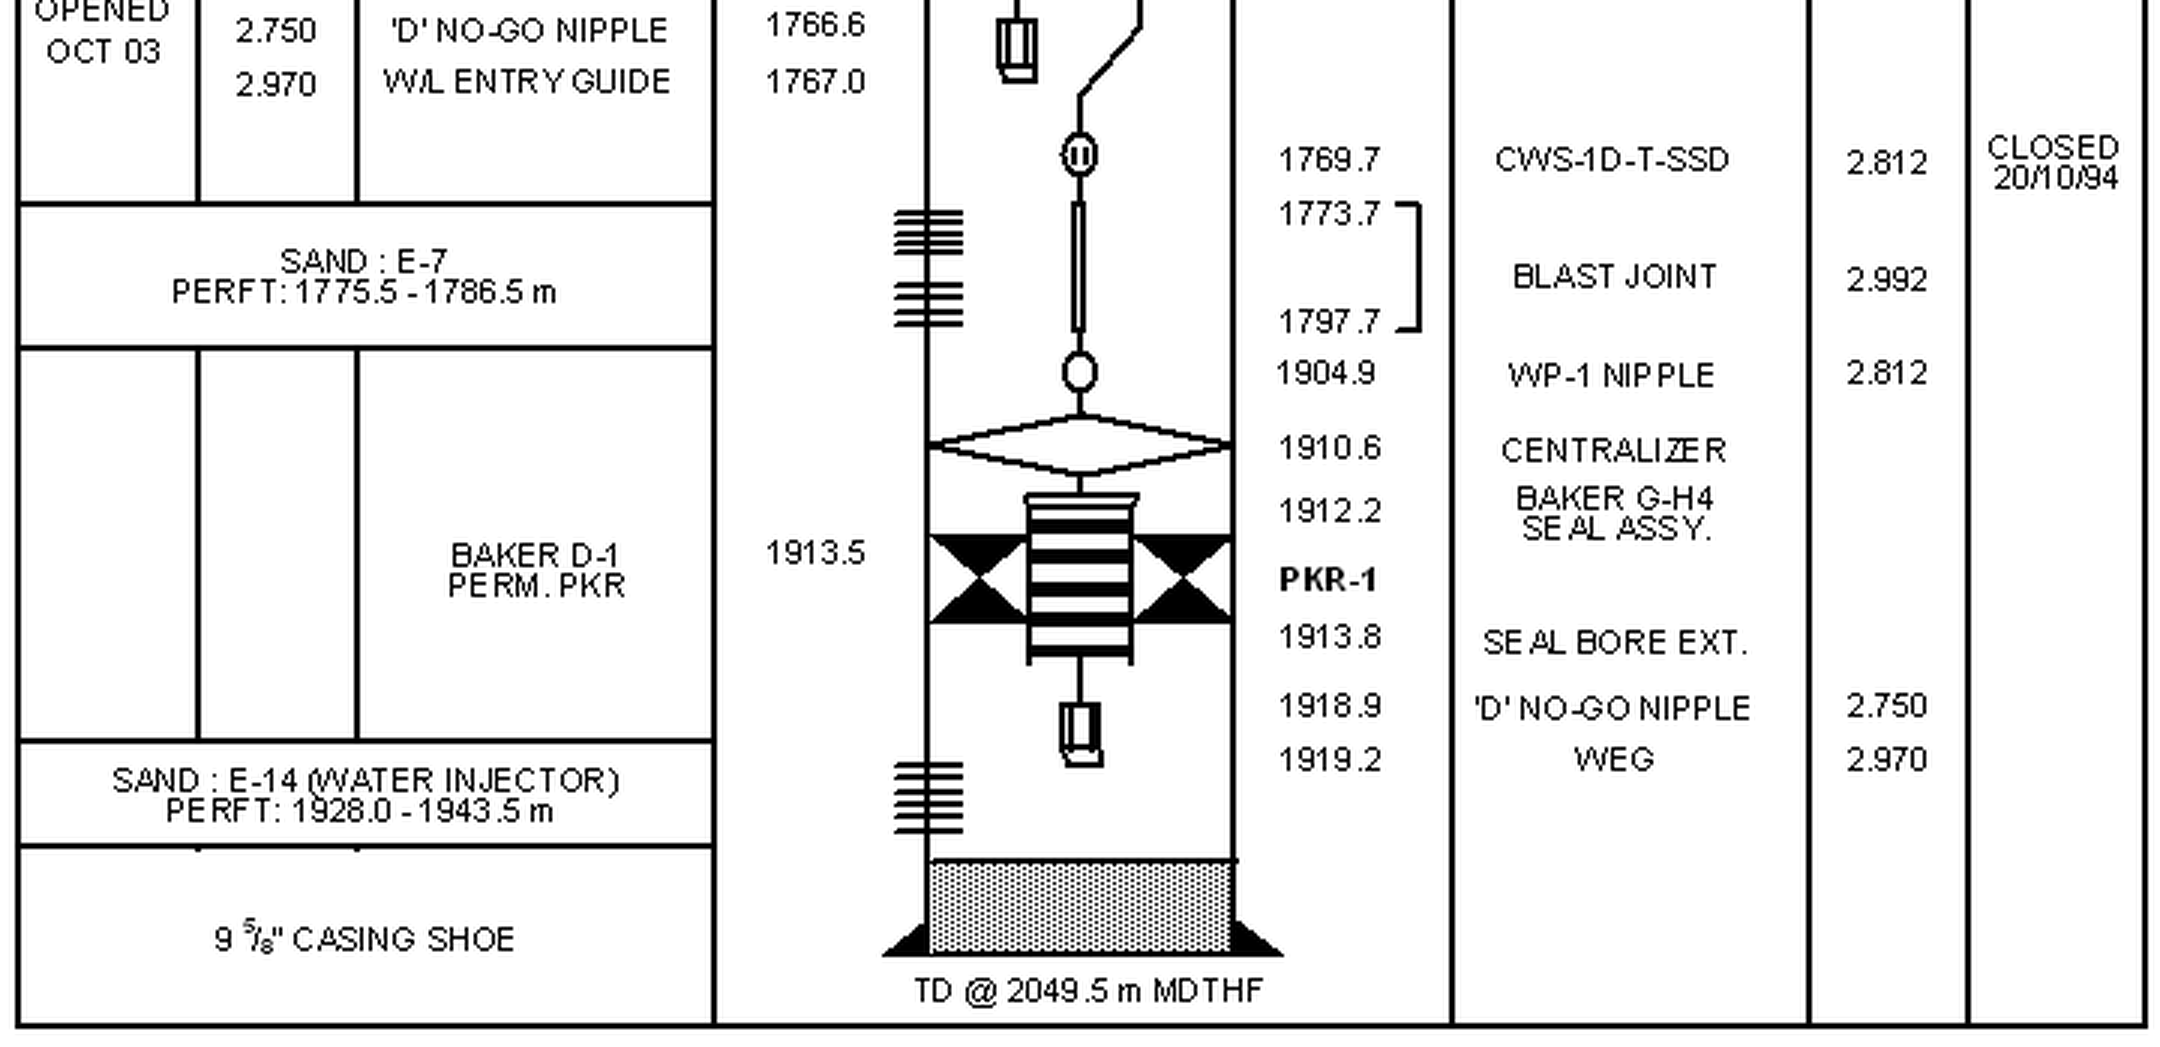 OPENED
OCT 03
2.750
'D' NO-GO NIPPLE
1766.6
2.970
W/L ENTRY GUIDE
1767.0
1769.7
CWS-1D-T-SSD
2.812
CLOSED
20/10/94
SAND : E-7
PERFT: 1775.5 - 1786.5 m
1773.7
BLAST JOINT
2.992
1797.7
1904.9
WP-1 NIPPLE
2.812
1910.6
CENTRALIZER
1912.2
BAKER G-H4
SEAL ASSY.
BAKER D-1
PERM. PKR
1913.5
PKR-1
1913.8
SEAL BORE EXT.
1918.9
'D' NO-GO NIPPLE
2.750
1919.2
WEG
2.970
SAND : E-14 (WATER INJECTOR)
PERFT: 1928.0 - 1943.5 m
9 5/8" CASING SHOE
TD @ 2049.5 m MDTHF